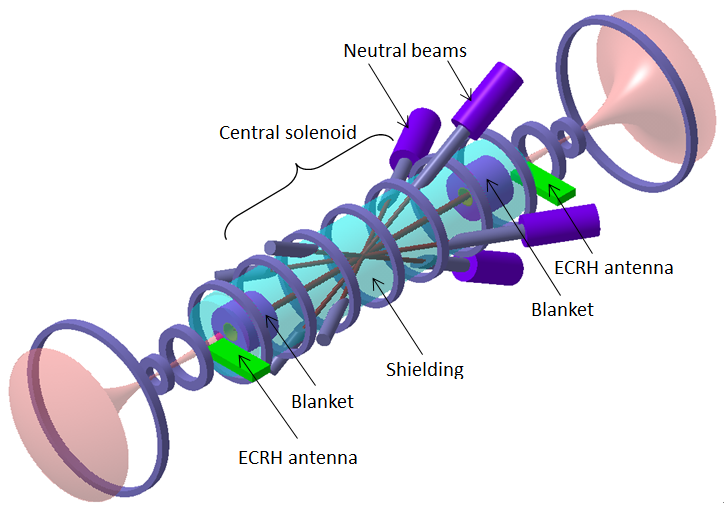 Neutral beams
Central solenoid
ECRH antenna
Blanket
Shielding
Blanket
ECRH antenna